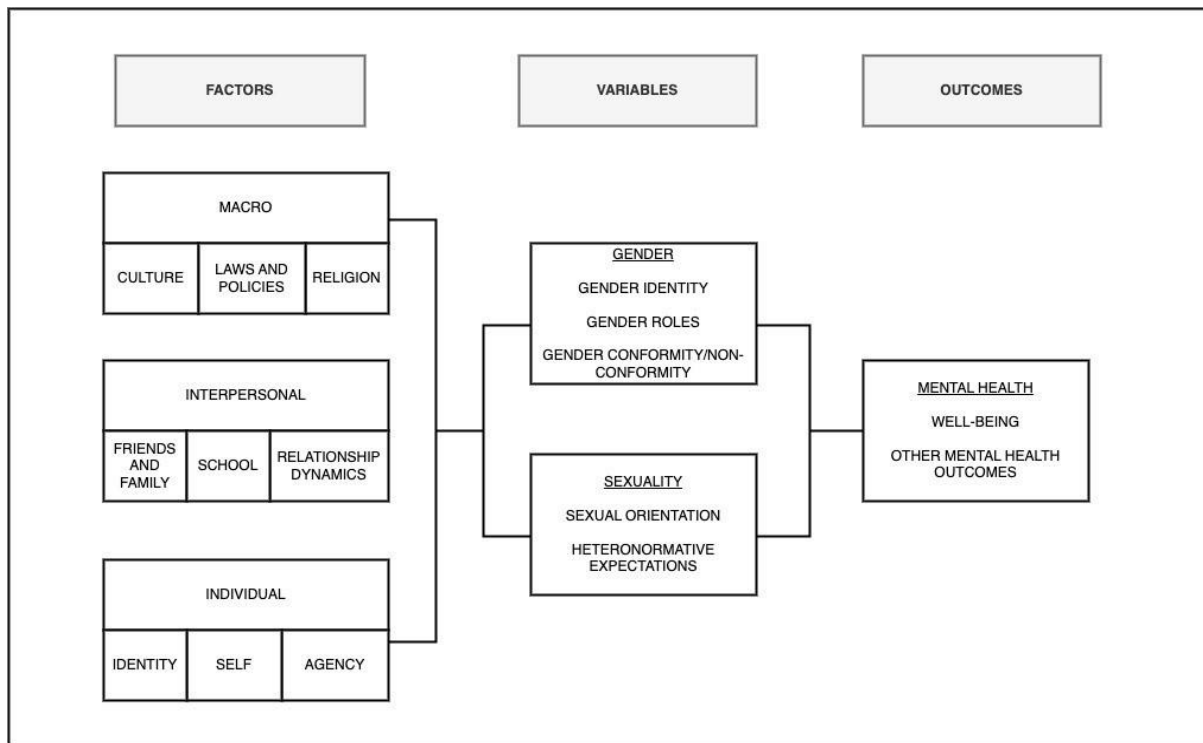 FACTORS
VARIABLES
OUTCOMES
MACRO
CULTURE
LAWS AND
POLICIES
RELIGION
INTERPERSONAL
FRIENDS
AND
FAMILY
SCHOOL
RELATIONSHIP
DYNAMICS
INDIVIDUAL
IDENTITY
SELF
AGENCY
GENDER
GENDER IDENTITY
GENDER ROLES
GENDER CONFORMITY/NON-
CONFORMITY
SEXUALITY
SEXUAL ORIENTATION
HETERONORMATIVE
EXPECTATIONS
MENTAL HEALTH
WELL-BEING
OTHER MENTAL HEALTH
OUTCOMES